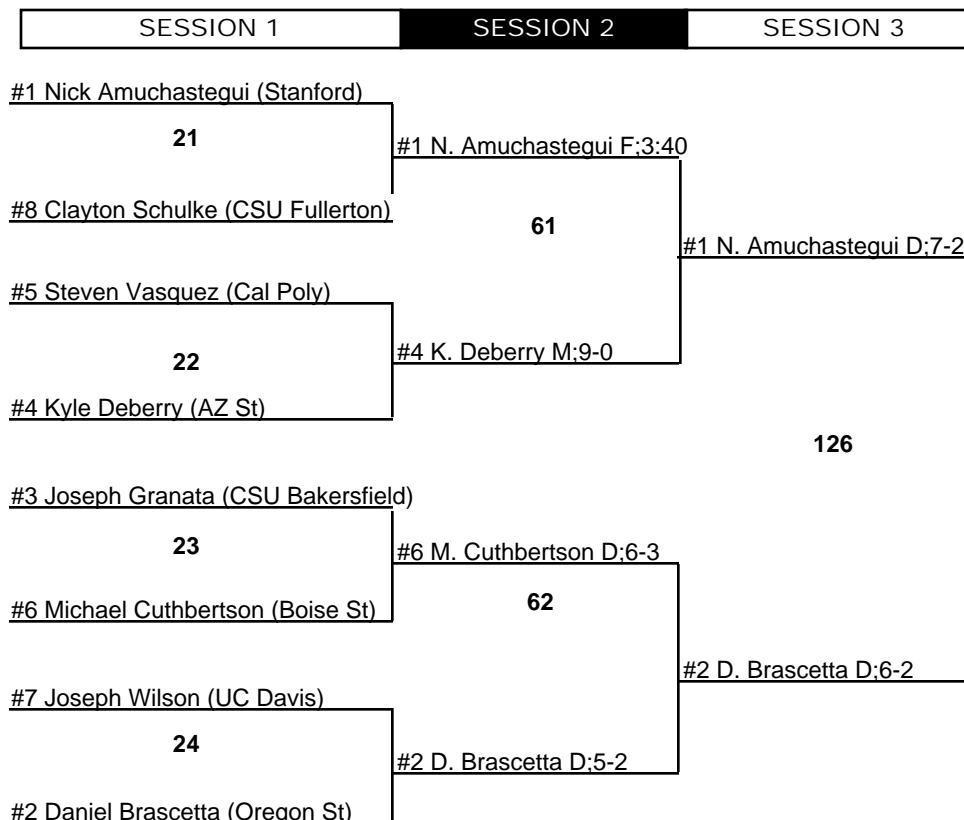 SESSION 1
SESSION 2
SESSION 3
#1 Nick Amuchastegui (Stanford)
21
#1 N. Amuchastegui F;3:40
#8 Clayton Schulke (CSU Fullerton)
61
#1 N. Amuchastegui D;7-2
#5 Steven Vasquez (Cal Poly)
22
#4 K. Deberry M;9-0
#4 Kyle Deberry (AZ St)
126
#3 Joseph Granata (CSU Bakersfield)
23
#6 M. Cuthbertson D;6-3
#6 Michael Cuthbertson (Boise St)
62
#2 D. Brascetta D;6-2
#7 Joseph Wilson (UC Davis)
24
#2 D. Brascetta D;5-2
#2 Daniel Brascetta (Oregon St)